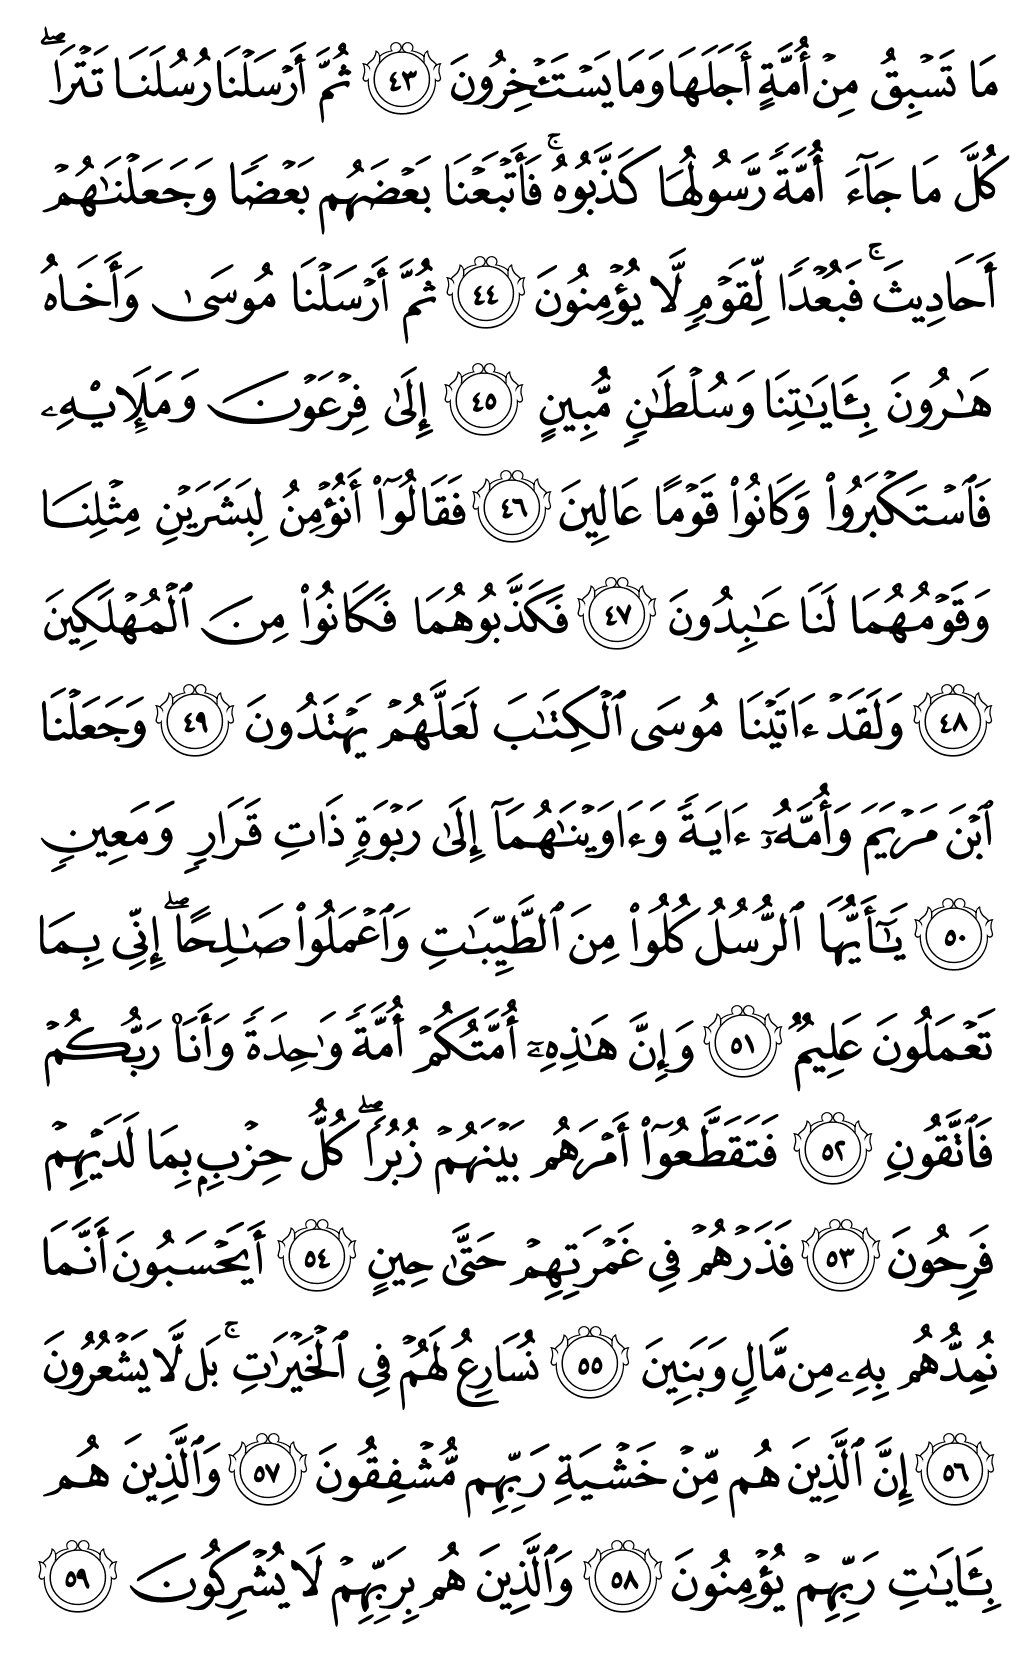 مَا تَسْبِقُ مِنْ أُمَّةٍ أَجَلَهَا وَمَا يَسْتَـْٔخِرُونَ ٤٣ ثُمَّ أَرْسَلْنَا رُسُلَنَا تَتْرَا ۖ
كُلَّ مَا جَآءَ أُمَّةً رَّسُولُهَا كَذَّبُوهُ ۚ فَأَتْبَعْنَا بَعْضَهُم بَعْضًا وَجَعَلْنَـٰهُمْ
أَحَادِيثَ ۚ فَبُعْدًا لِّقَوْمٍ لَّا يُؤْمِنُونَ ٤٤ ثُمَّ أَرْسَلْنَا مُوسَىٰ وَأَخَاهُ
هَـٰرُونَ بِـَٔايَـٰتِنَا وَسُلْطَـٰنٍ مُّبِينٍ ٤٥ إِلَىٰ فِرْعَوْنَ وَمَلَإِي۟هِۦ
فَٱسْتَكْبَرُوا۟ وَكَانُوا۟ قَوْمًا عَالِينَ ٤٦ فَقَالُوٓا۟ أَنُؤْمِنُ لِبَشَرَيْنِ مِثْلِنَا
وَقَوْمُهُمَا لَنَا عَـٰبِدُونَ ٤٧ فَكَذَّبُوهُمَا فَكَانُوا۟ مِنَ ٱلْمُهْلَكِينَ
٤٨ وَلَقَدْ ءَاتَيْنَا مُوسَى ٱلْكِتَـٰبَ لَعَلَّهُمْ يَهْتَدُونَ ٤٩ وَجَعَلْنَا
ٱبْنَ مَرْيَمَ وَأُمَّهُۥٓ ءَايَةً وَءَاوَيْنَـٰهُمَآ إِلَىٰ رَبْوَةٍ ذَاتِ قَرَارٍ وَمَعِينٍ
٥٠ يَـٰٓأَيُّهَا ٱلرُّسُلُ كُلُوا۟ مِنَ ٱلطَّيِّبَـٰتِ وَٱعْمَلُوا۟ صَـٰلِحًا ۖ إِنِّى بِمَا
تَعْمَلُونَ عَلِيمٌ ٥١ وَإِنَّ هَـٰذِهِۦٓ أُمَّتُكُمْ أُمَّةً وَٰحِدَةً وَأَنَا۠ رَبُّكُمْ
فَٱتَّقُونِ ٥٢ فَتَقَطَّعُوٓا۟ أَمْرَهُم بَيْنَهُمْ زُبُرًا ۖ كُلُّ حِزْبٍۭ بِمَا لَدَيْهِمْ
فَرِحُونَ ٥٣ فَذَرْهُمْ فِى غَمْرَتِهِمْ حَتَّىٰ حِينٍ ٥٤ أَيَحْسَبُونَ أَنَّمَا
نُمِدُّهُم بِهِۦ مِن مَّالٍ وَبَنِينَ ٥٥ نُسَارِعُ لَهُمْ فِى ٱلْخَيْرَٰتِ ۚ بَل لَّا يَشْعُرُونَ
٥٦ إِنَّ ٱلَّذِينَ هُم مِّنْ خَشْيَةِ رَبِّهِم مُّشْفِقُونَ ٥٧ وَٱلَّذِينَ هُم
بِـَٔايَـٰتِ رَبِّهِمْ يُؤْمِنُونَ ٥٨ وَٱلَّذِينَ هُم بِرَبِّهِمْ لَا يُشْرِكُونَ ٥٩